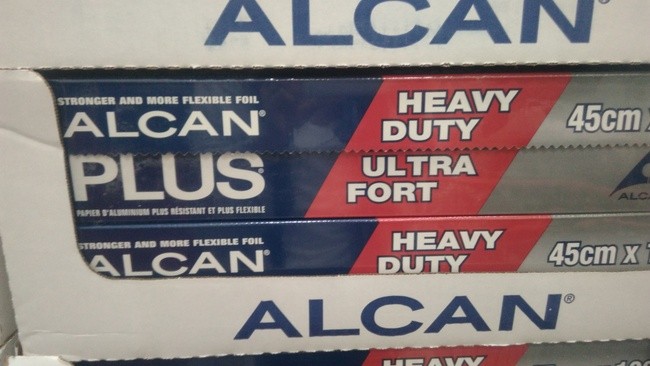 ALCAN®
STRONGER AND MORE FLEXIBLE FOIL
ALCAN®
HEAVY
DUTY
45cm
PLUS®
PAPIER D'ALUMINIUM PLUS RÉSISTANT ET PLUS FLEXIBLE
ULTRA
FORT
STRONGER AND MORE FLEXIBLE FOIL
ALCAN®
HEAVY
DUTY
45cm x
ALCAN®
HEAVY